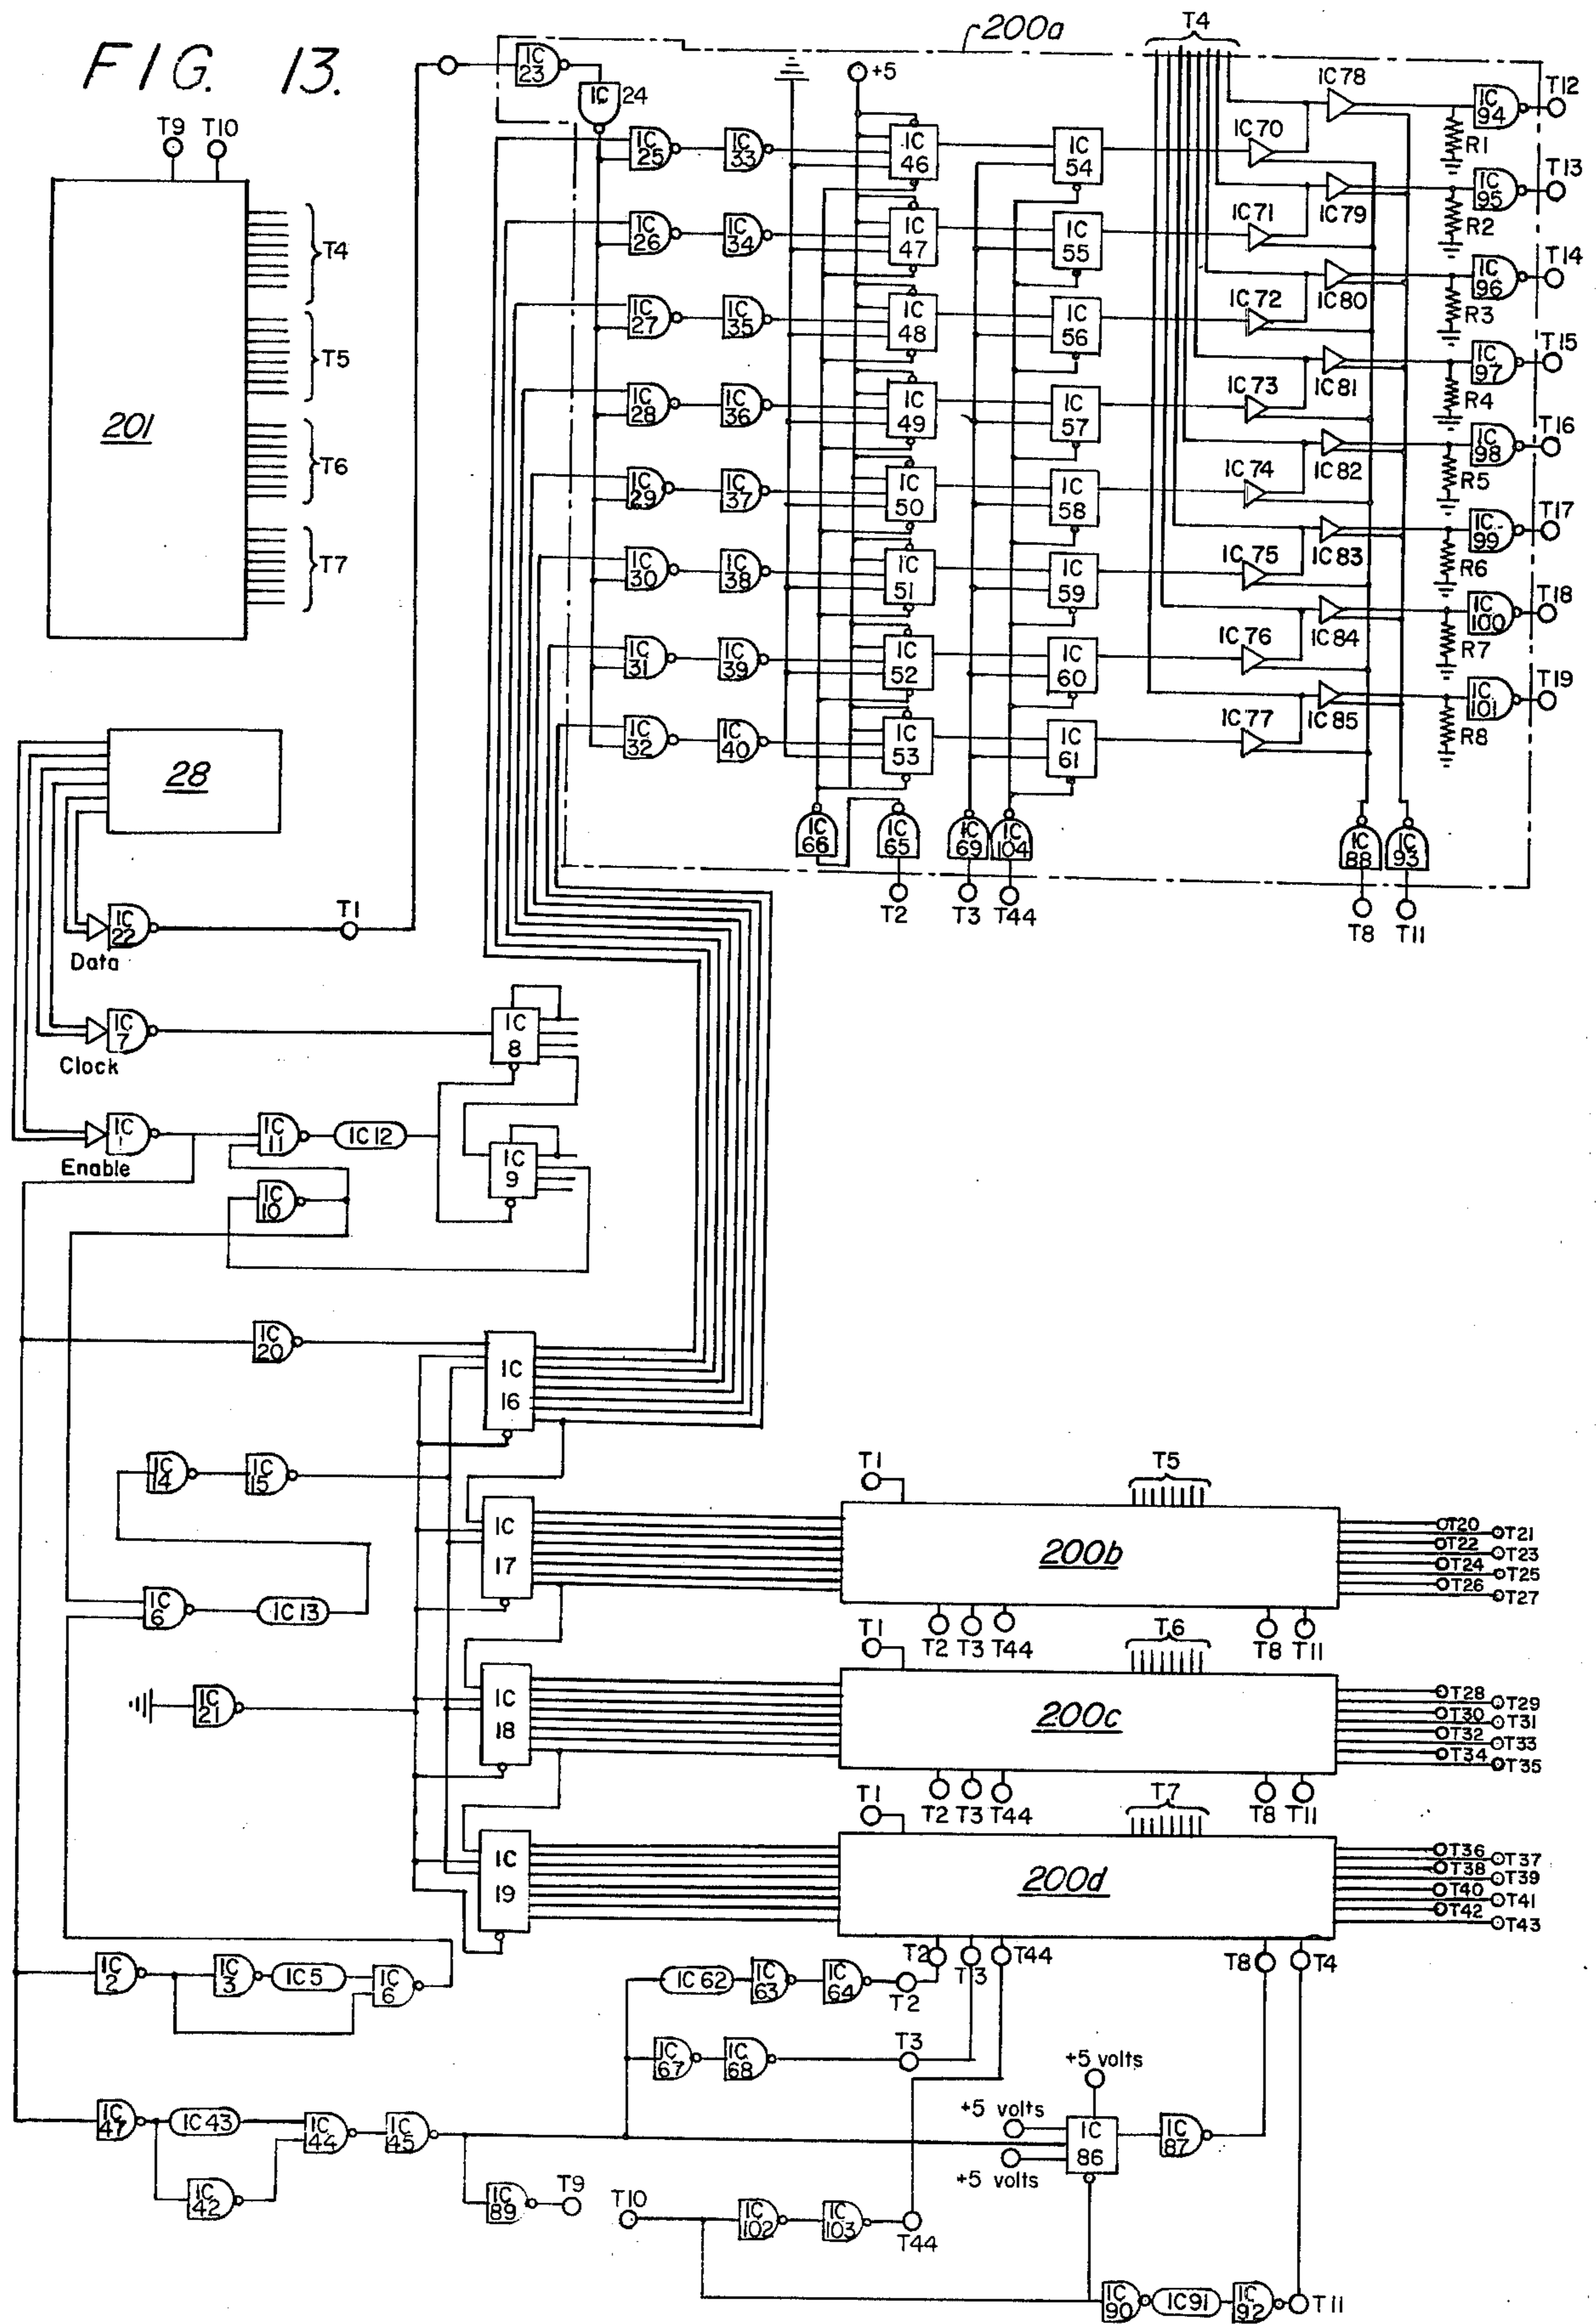 FIG. 13.
200a
T4
T9 T10
T4
T5
T6
T7
201
IC 23
IC 24
+5
IC 25
IC 33
IC 46
IC 54
IC 70
IC 78
IC 94
R1
T12
IC 26
IC 34
IC 47
IC 55
IC 71
IC 79
IC 95
R2
T13
IC 27
IC 35
IC 48
IC 56
IC 72
IC 80
IC 96
R3
T14
IC 28
IC 36
IC 49
IC 57
IC 73
IC 81
IC 97
R4
T15
IC 29
IC 37
IC 50
IC 58
IC 74
IC 82
IC 98
R5
T16
IC 30
IC 38
IC 51
IC 59
IC 75
IC 83
IC 99
R6
T17
IC 31
IC 39
IC 52
IC 60
IC 76
IC 84
IC 100
R7
T18
IC 32
IC 40
IC 53
IC 61
IC 77
IC 85
IC 101
R8
T19
IC 66
IC 65
IC 69
IC 104
IC 88
IC 93
T2
T3
T44
T8
T11
28
IC 22
Data
T1
IC 7
Clock
IC 8
IC 1
Enable
IC 11
IC 12
IC 9
IC 10
IC 20
IC 16
IC 14
IC 15
IC 17
T1
T5
200b
T20
T21
T22
T23
T24
T25
T26
T27
T2 T3 T44
T8 T11
IC 6
IC 13
IC 21
IC 18
T1
T6
200c
T28
T29
T30
T31
T32
T33
T34
T35
T2 T3 T44
T8 T11
IC 19
T1
T7
200d
T36
T37
T38
T39
T40
T41
T42
T43
T2 T3 T44
T8 T4
IC 2
IC 3
IC 5
IC 6
IC 62
IC 63
IC 64
T2
IC 67
IC 68
T3
+5 volts
+5 volts
+5 volts
IC 86
IC 87
IC 47
IC 43
IC 44
IC 45
IC 42
IC 89
T9
T10
IC 102
IC 103
T44
IC 90
IC 91
IC 92
T11